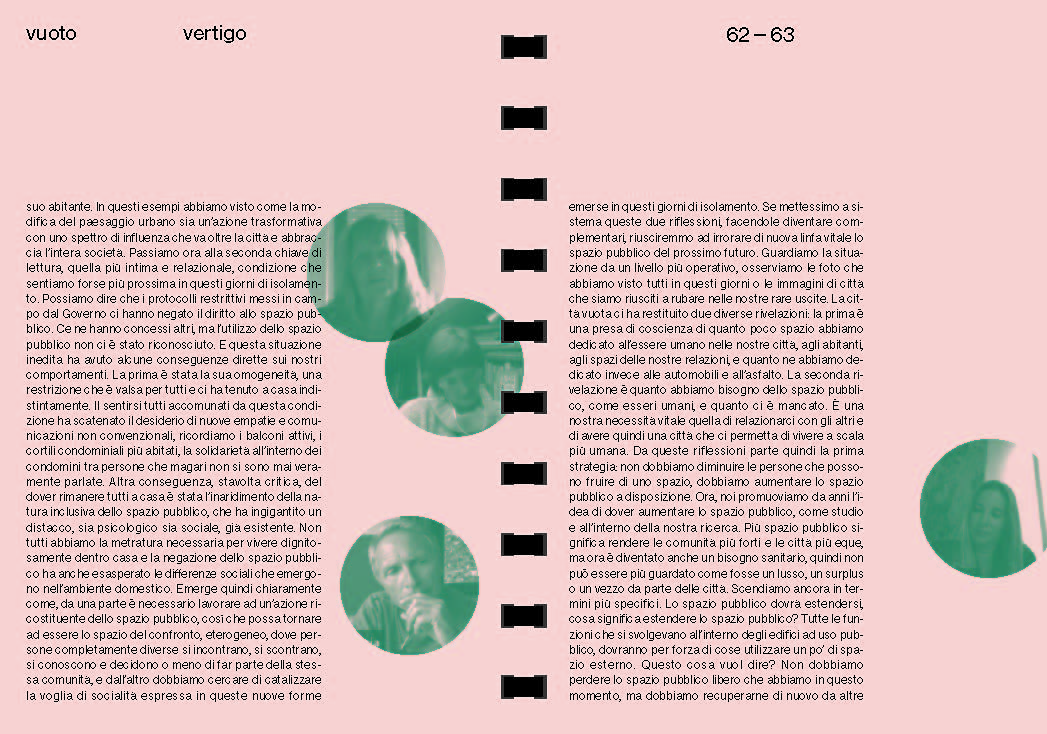 vuoto vertigo 62 – 63
suo abitante. In questi esempi abbiamo visto come la mo-
difica del paesaggio urbano sia un'azione trasformativa
con uno spettro di influenza che va oltre la città e abbrac-
cia l'intera società. Passiamo ora alla seconda chiave di
lettura, quella più intima e relazionale, condizione che
sentiamo forse più prossima in questi giorni di isolamen-
to. Possiamo dire che i protocolli restrittivi messi in cam-
po dal Governo ci hanno negato il diritto allo spazio pub-
blico. Ce ne hanno concessi altri, ma l'utilizzo dello spazio
pubblico non ci è stato riconosciuto. E questa situazione
inedita ha avuto alcune conseguenze dirette sui nostri
comportamenti. La prima è stata la sua omogeneità, una
restrizione che è valsa per tutti e ci ha tenuto a casa indi-
stintamente. Il sentirsi tutti accomunati da questa condi-
zione ha scatenato il desiderio di nuove empatie e comu-
nicazioni non convenzionali, ricordiamo i balconi attivi, i
cortili condominiali più abitati, la solidarietà all'interno dei
condomini tra persone che magari non si sono mai vera-
mente parlate. Altra conseguenza, stavolta critica, del
dover rimanere tutti a casa è stata l'inaridimento della na-
tura inclusiva dello spazio pubblico, che ha ingigantito un
distacco, sia psicologico sia sociale, già esistente. Non
tutti abbiamo la metratura necessaria per vivere dignito-
samente dentro casa e la negazione dello spazio pubbli-
co ha anche esasperato le differenze sociali che emergo-
no nell'ambiente domestico. Emerge quindi chiaramente
come, da una parte è necessario lavorare ad un'azione ri-
costituente dello spazio pubblico, così che possa tornare
ad essere lo spazio del confronto, eterogeneo, dove per-
sone completamente diverse si incontrano, si scontrano,
si conoscono e decidono o meno di far parte della stes-
sa comunità, e dall'altro dobbiamo cercare di catalizzare
la voglia di socialità espressa in queste nuove forme
emerse in questi giorni di isolamento. Se mettessimo a si-
stema queste due riflessioni, facendole diventare com-
plementari, riusciremmo ad irrorare di nuova linfa vitale lo
spazio pubblico del prossimo futuro. Guardiamo la situa-
zione da un livello più operativo, osserviamo le foto che
abbiamo visto tutti in questi giorni o le immagini di città
che siamo riusciti a rubare nelle nostre rare uscite. La cit-
tà vuota ci ha restituito due diverse rivelazioni: la prima è
una presa di coscienza di quanto poco spazio abbiamo
dedicato all'essere umano nelle nostre città, agli abitanti,
agli spazi delle nostre relazioni, e quanto ne abbiamo de-
dicato invece alle automobili e all'asfalto. La seconda ri-
velazione è quanto abbiamo bisogno dello spazio pubbli-
co, come esseri umani, e quanto ci è mancato. È una
nostra necessità vitale quella di relazionarci con gli altri e
di avere quindi una città che ci permetta di vivere a scala
più umana. Da queste riflessioni parte quindi la prima
strategia: non dobbiamo diminuire le persone che posso-
no fruire di uno spazio, dobbiamo aumentare lo spazio
pubblico a disposizione. Ora, noi promuoviamo da anni l'i-
dea di dover aumentare lo spazio pubblico, come studio
e all'interno della nostra ricerca. Più spazio pubblico si-
gnifica rendere le comunità più forti e le città più eque,
ma ora è diventato anche un bisogno sanitario, quindi non
può essere più guardato come fosse un lusso, un surplus
o un vezzo da parte delle città. Scendiamo ancora in ter-
mini più specifici. Lo spazio pubblico dovrà estendersi,
cosa significa estendere lo spazio pubblico? Tutte le fun-
zioni che si svolgevano all'interno degli edifici ad uso pub-
blico, dovranno per forza di cose utilizzare un po' di spa-
zio esterno. Questo cosa vuol dire? Non dobbiamo
perdere lo spazio pubblico libero che abbiamo in questo
momento, ma dobbiamo recuperarne di nuovo da altre